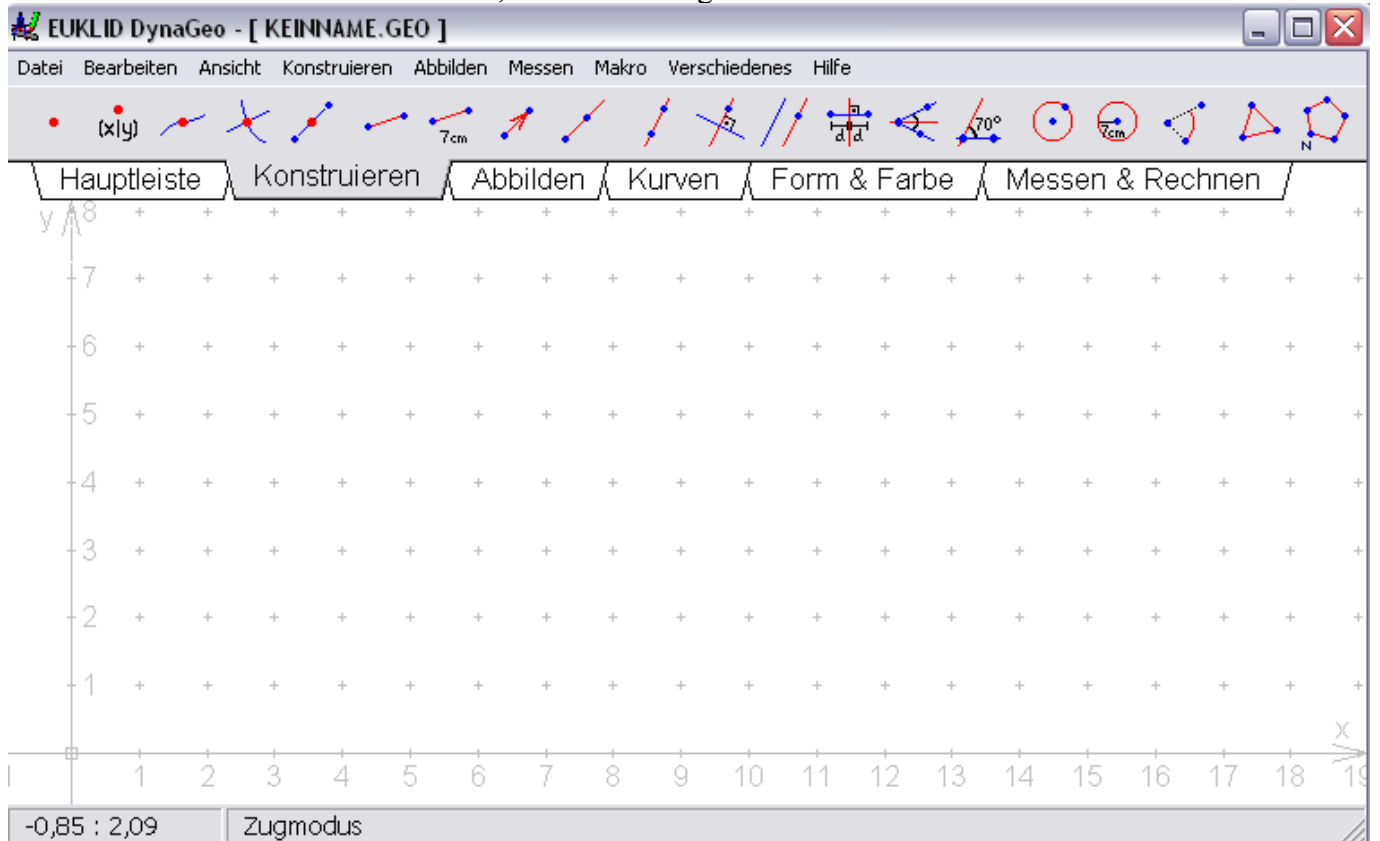 EUKLID DynaGeo - [ KEINNAME.GEO ]
Datei Bearbeiten Ansicht Konstruieren Abbilden Messen Makro Verschiedenes Hilfe
(x|y) 7cm d d 70° 7cm N
Hauptleiste Konstruieren Abbilden Kurven Form & Farbe Messen & Rechnen
y 8
7
6
5
4
3
2
1
x
1 2 3 4 5 6 7 8 9 10 11 12 13 14 15 16 17 18 19
-0,85 : 2,09 Zugmodus